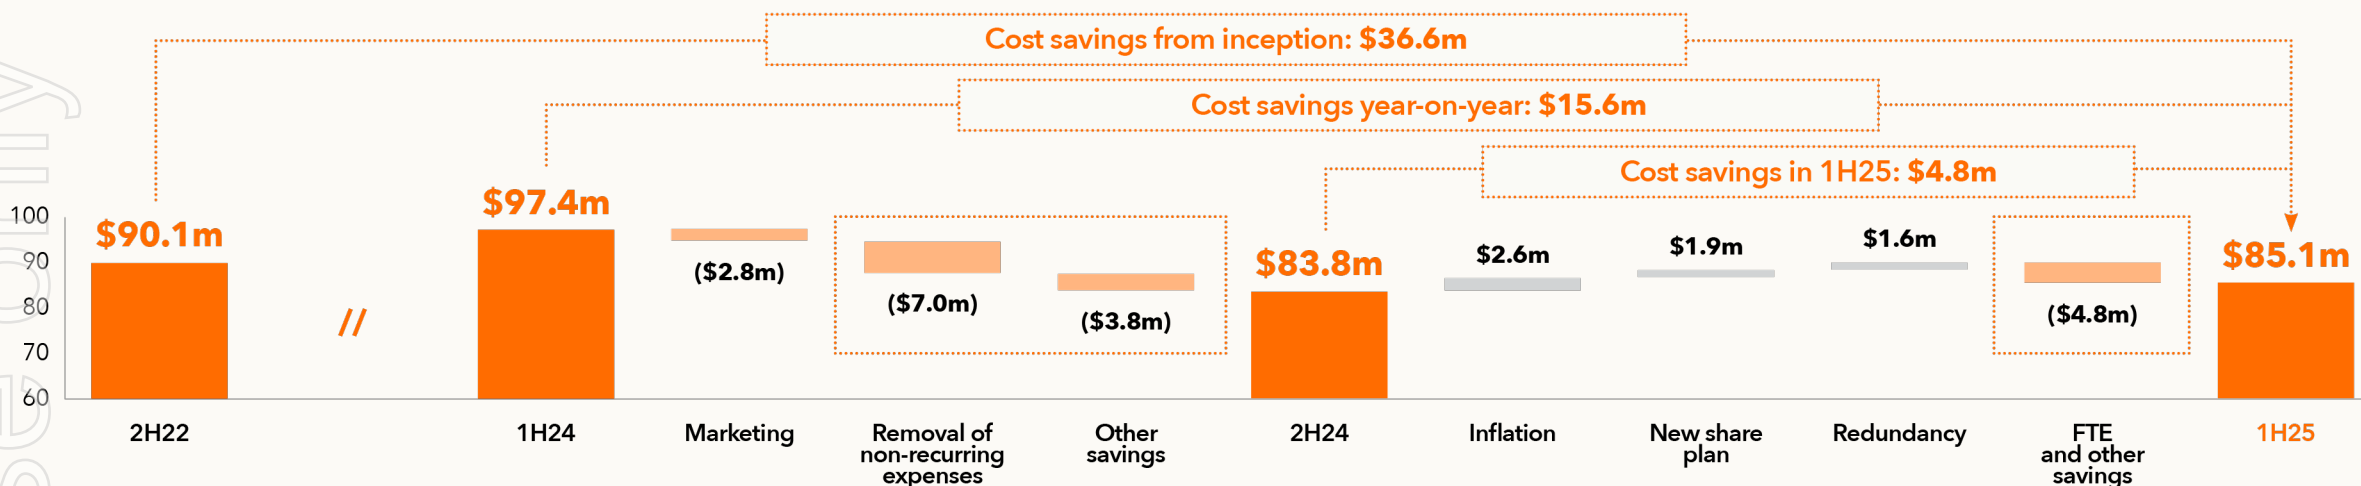 Cost savings from inception: $36.6m
Cost savings year-on-year: $15.6m
Cost savings in 1H25: $4.8m
100
90
80
70
60
$90.1m
//
$97.4m
($2.8m)
($7.0m)
($3.8m)
$83.8m
$2.6m
$1.9m
$1.6m
($4.8m)
$85.1m
2H22
1H24
Marketing
Removal of
non-recurring
expenses
Other
savings
2H24
Inflation
New share
plan
Redundancy
FTE
and other
savings
1H25
se only